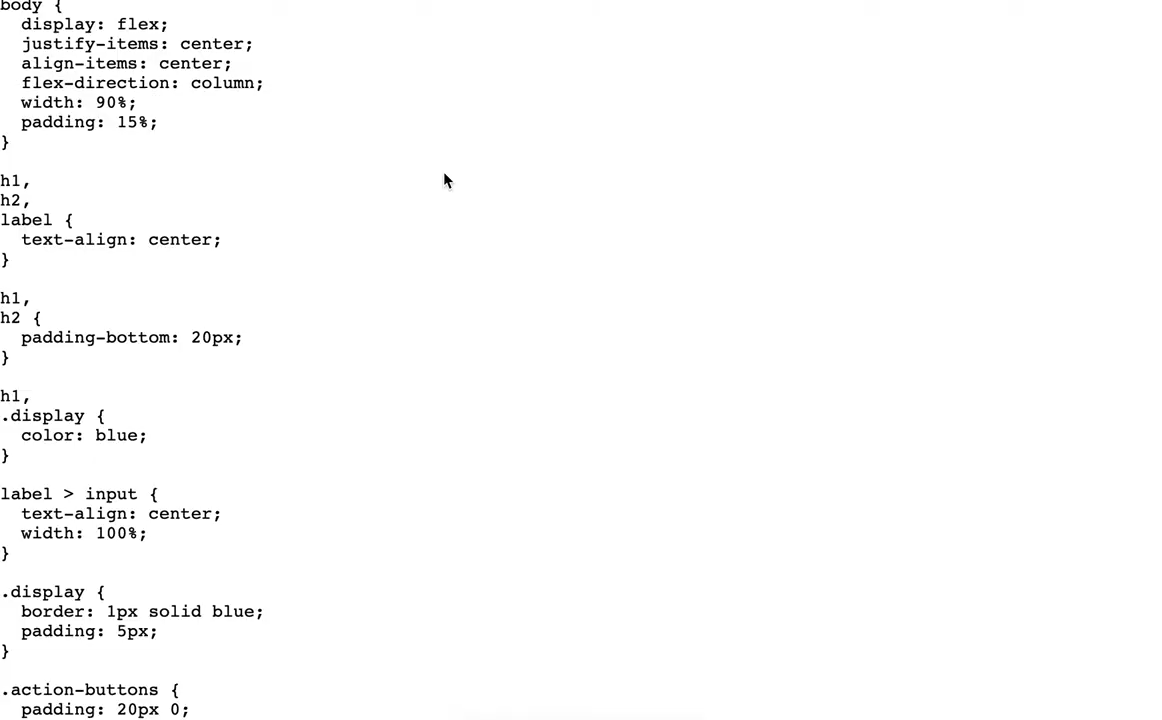 body {
  display: flex;
  justify-items: center;
  align-items: center;
  flex-direction: column;
  width: 90%;
  padding: 15%;
}

h1,
h2,
label {
  text-align: center;
}

h1,
h2 {
  padding-bottom: 20px;
}

h1,
.display {
  color: blue;
}

label > input {
  text-align: center;
  width: 100%;
}

.display {
  border: 1px solid blue;
  padding: 5px;
}

.action-buttons {
  padding: 20px 0;